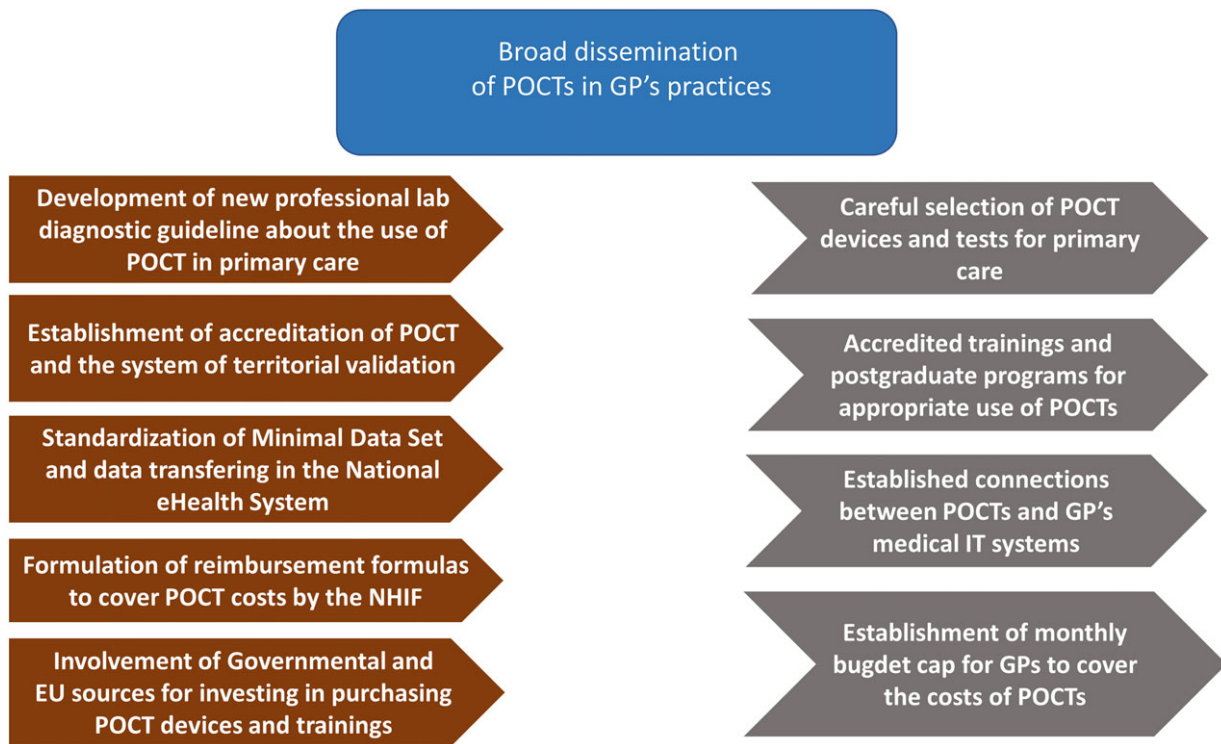 Broad dissemination
of POCTs in GP’s practices
Development of new professional lab
diagnostic guideline about the use of
POCT in primary care
Establishment of accreditation of POCT
and the system of territorial validation
Standardization of Minimal Data Set
and data transfering in the National
eHealth System
Formulation of reimbursement formulas
to cover POCT costs by the NHIF
Involvement of Governmental and
EU sources for investing in purchasing
POCT devices and trainings
Careful selection of POCT
devices and tests for primary
care
Accredited trainings and
postgraduate programs for
appropriate use of POCTs
Established connections
between POCTs and GP’s
medical IT systems
Establishment of monthly
bugdet cap for GPs to cover
the costs of POCTs